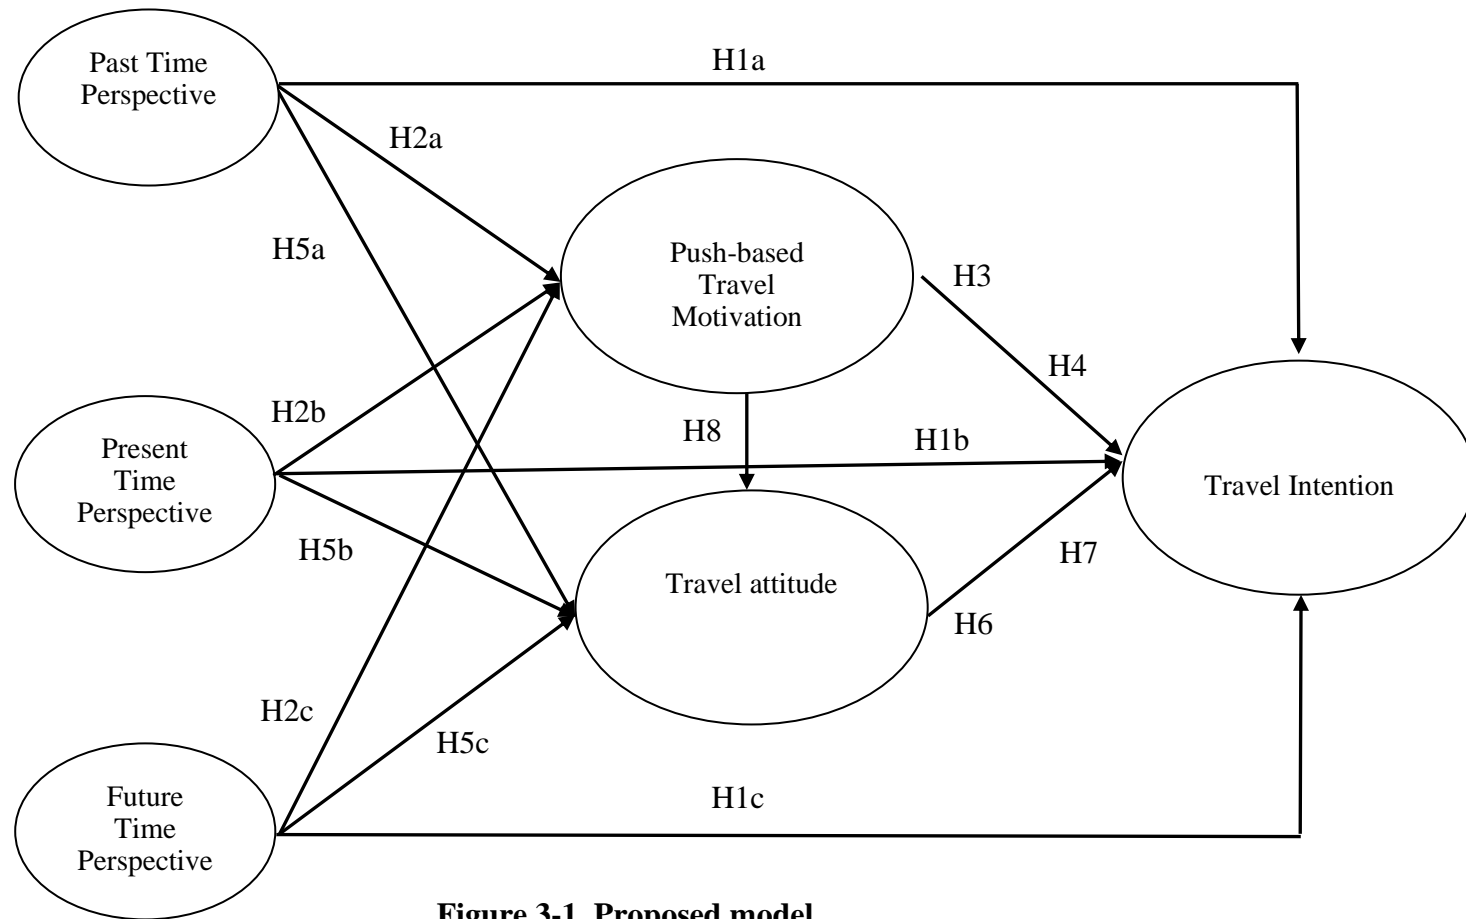 Past Time
Perspective
H1a
H2a
H5a
Push-based
Travel
Motivation
H3
H4
H2b
H8
H1b
Present
Time
Perspective
Travel Intention
H5b
H7
Travel attitude
H6
H2c
H5c
Future
Time
Perspective
H1c
Figure 3-1 Proposed model